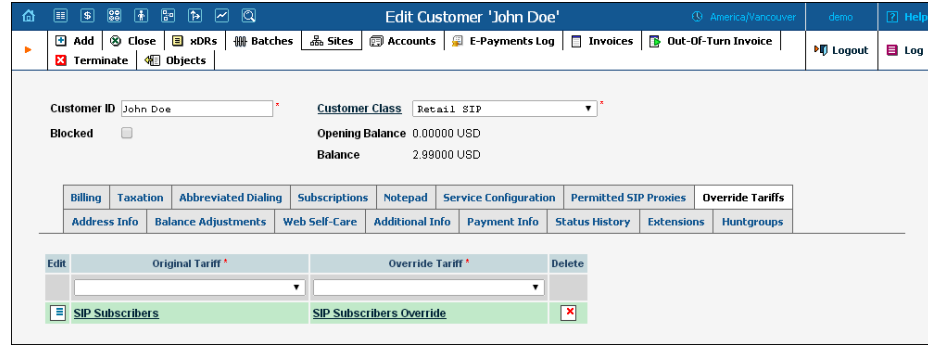 Edit Customer 'John Doe' America/Vancouver demo ? Help
Add Close xDRs Batches Sites Accounts E-Payments Log Invoices Out-Of-Turn Invoice Logout Log
Terminate Objects
Customer ID John Doe * Customer Class Retail SIP *
Blocked Opening Balance 0.00000 USD
Balance 2.99000 USD
Billing Taxation Abbreviated Dialing Subscriptions Notepad Service Configuration Permitted SIP Proxies Override Tariffs
Address Info Balance Adjustments Web Self-Care Additional Info Payment Info Status History Extensions Huntgroups
Edit Original Tariff * Override Tariff * Delete
SIP Subscribers SIP Subscribers Override